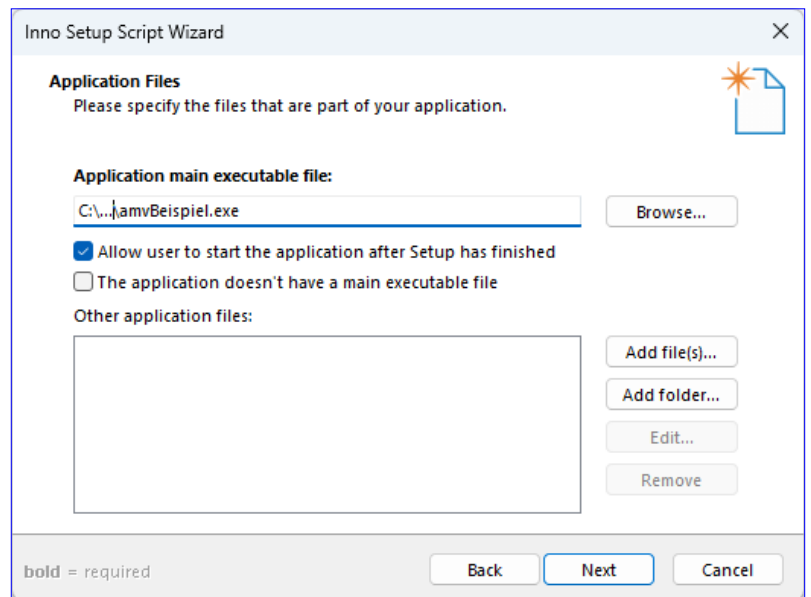 Inno Setup Script Wizard
Application Files
Please specify the files that are part of your application.
Application main executable file:
C:\...\amvBeispiel.exe
Browse...
Allow user to start the application after Setup has finished
The application doesn't have a main executable file
Other application files:
Add file(s)...
Add folder...
Edit...
Remove
bold = required
Back
Next
Cancel